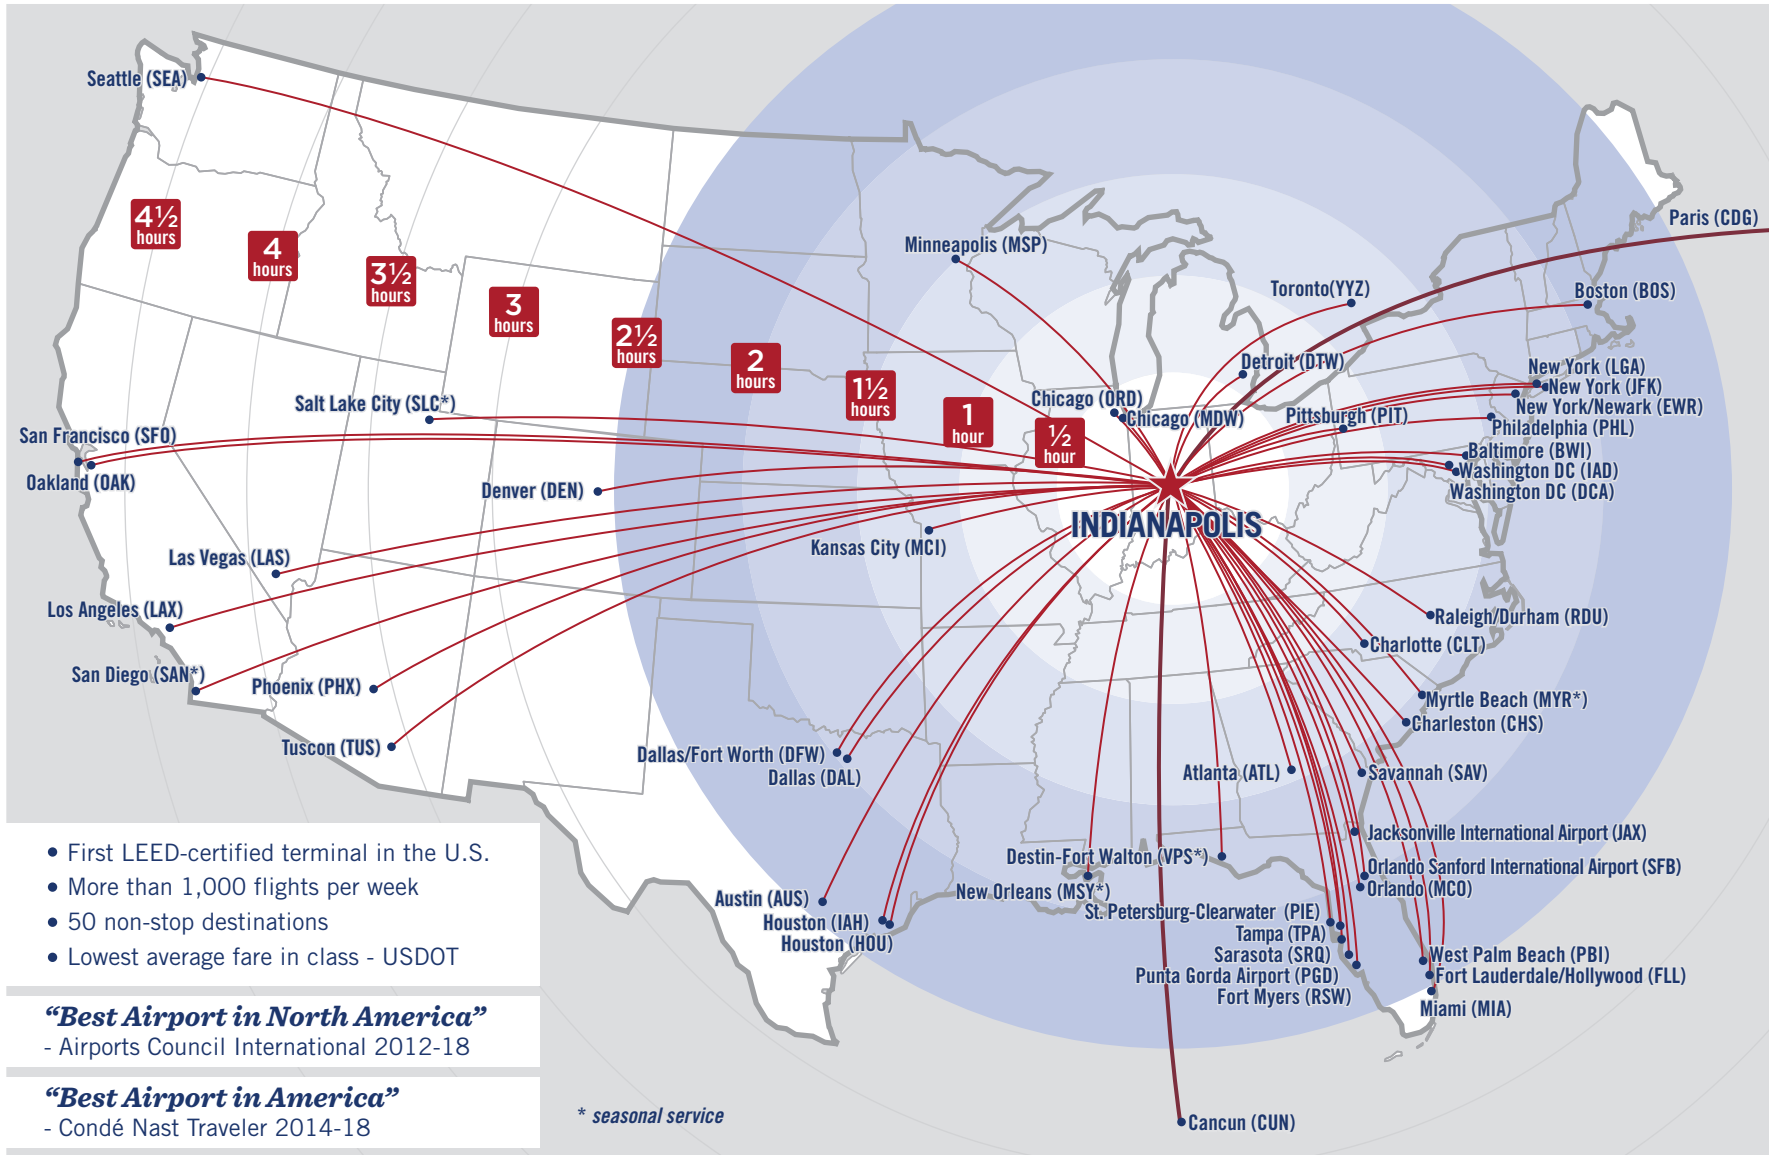 Seattle (SEA)
4½
hours
4
hours
3½
hours
3
hours
2½
hours
2
hours
1½
hours
1
hour
½
hour
Minneapolis (MSP)
Paris (CDG)
Toronto(YYZ)
Boston (BOS)
Detroit (DTW)
New York (LGA)
New York (JFK)
New York/Newark (EWR)
Chicago (ORD)
Chicago (MDW)
Pittsburgh (PIT)
Philadelphia (PHL)
Baltimore (BWI)
Washington DC (IAD)
Washington DC (DCA)
Salt Lake City (SLC*)
San Francisco (SFO)
Oakland (OAK)
Denver (DEN)
INDIANAPOLIS
Kansas City (MCI)
Las Vegas (LAS)
Los Angeles (LAX)
San Diego (SAN*)
Phoenix (PHX)
Tuscon (TUS)
Raleigh/Durham (RDU)
Charlotte (CLT)
Myrtle Beach (MYR*)
Charleston (CHS)
Dallas/Fort Worth (DFW)
Dallas (DAL)
Atlanta (ATL)
Savannah (SAV)
Jacksonville International Airport (JAX)
Destin-Fort Walton (VPS*)
Orlando Sanford International Airport (SFB)
Orlando (MCO)
New Orleans (MSY*)
Austin (AUS)
Houston (IAH)
Houston (HOU)
St. Petersburg-Clearwater (PIE)
Tampa (TPA)
Sarasota (SRQ)
Punta Gorda Airport (PGD)
Fort Myers (RSW)
West Palm Beach (PBI)
Fort Lauderdale/Hollywood (FLL)
Miami (MIA)
Cancun (CUN)
• First LEED-certified terminal in the U.S.
• More than 1,000 flights per week
• 50 non-stop destinations
• Lowest average fare in class - USDOT
“Best Airport in North America”
- Airports Council International 2012-18
“Best Airport in America”
- Condé Nast Traveler 2014-18
* seasonal service